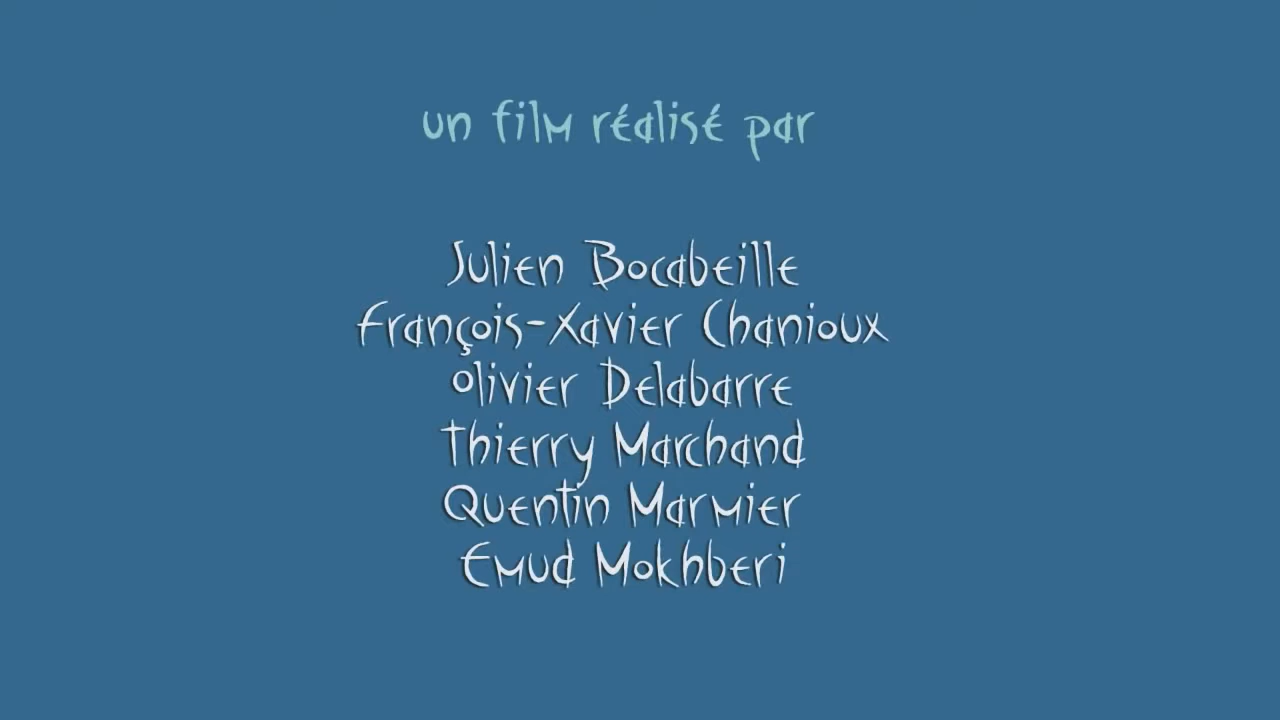 un film réalisé par
Julien Bocabeille
François-Xavier Chanioux
Olivier Delabarre
Thierry Marchand
Quentin Marmier
Emud Mokhberi